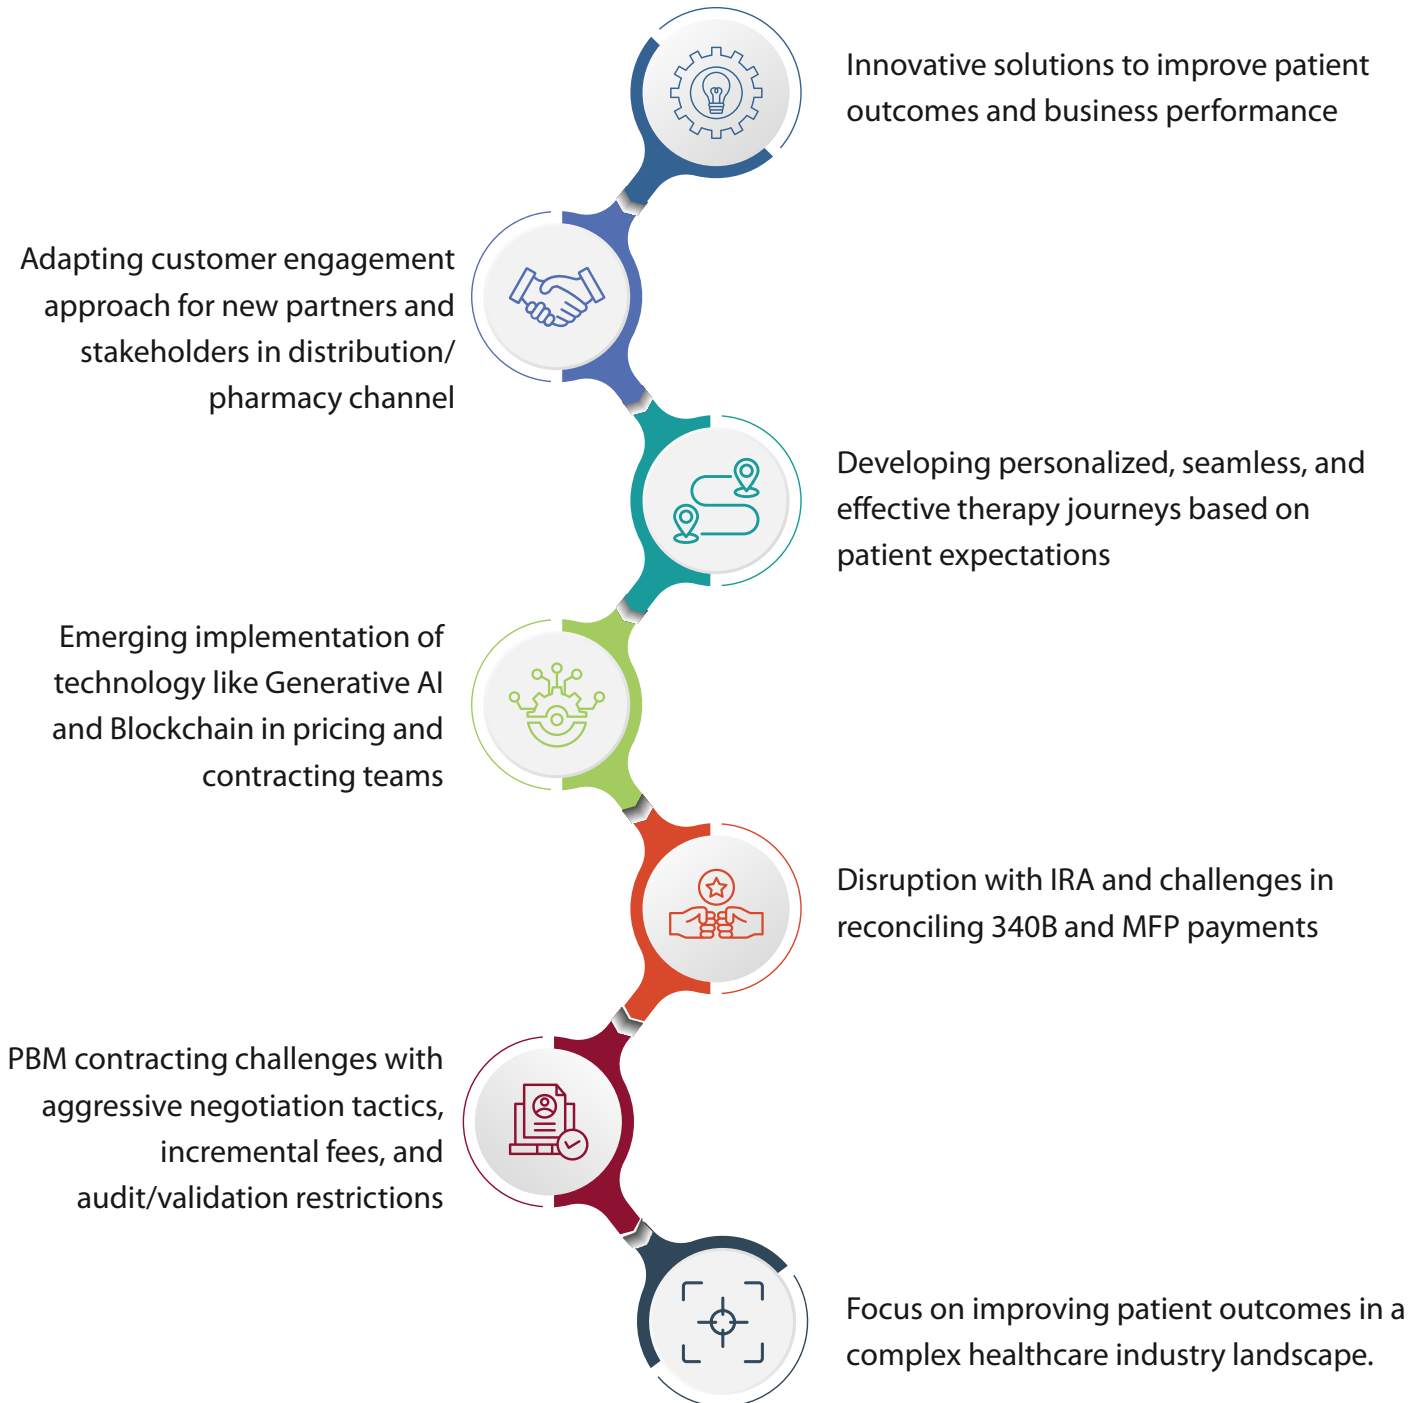 Innovative solutions to improve patient
outcomes and business performance
Adapting customer engagement
approach for new partners and
stakeholders in distribution/
pharmacy channel
Developing personalized, seamless, and
effective therapy journeys based on
patient expectations
Emerging implementation of
technology like Generative AI
and Blockchain in pricing and
contracting teams
Disruption with IRA and challenges in
reconciling 340B and MFP payments
PBM contracting challenges with
aggressive negotiation tactics,
incremental fees, and
audit/validation restrictions
Focus on improving patient outcomes in a
complex healthcare industry landscape.